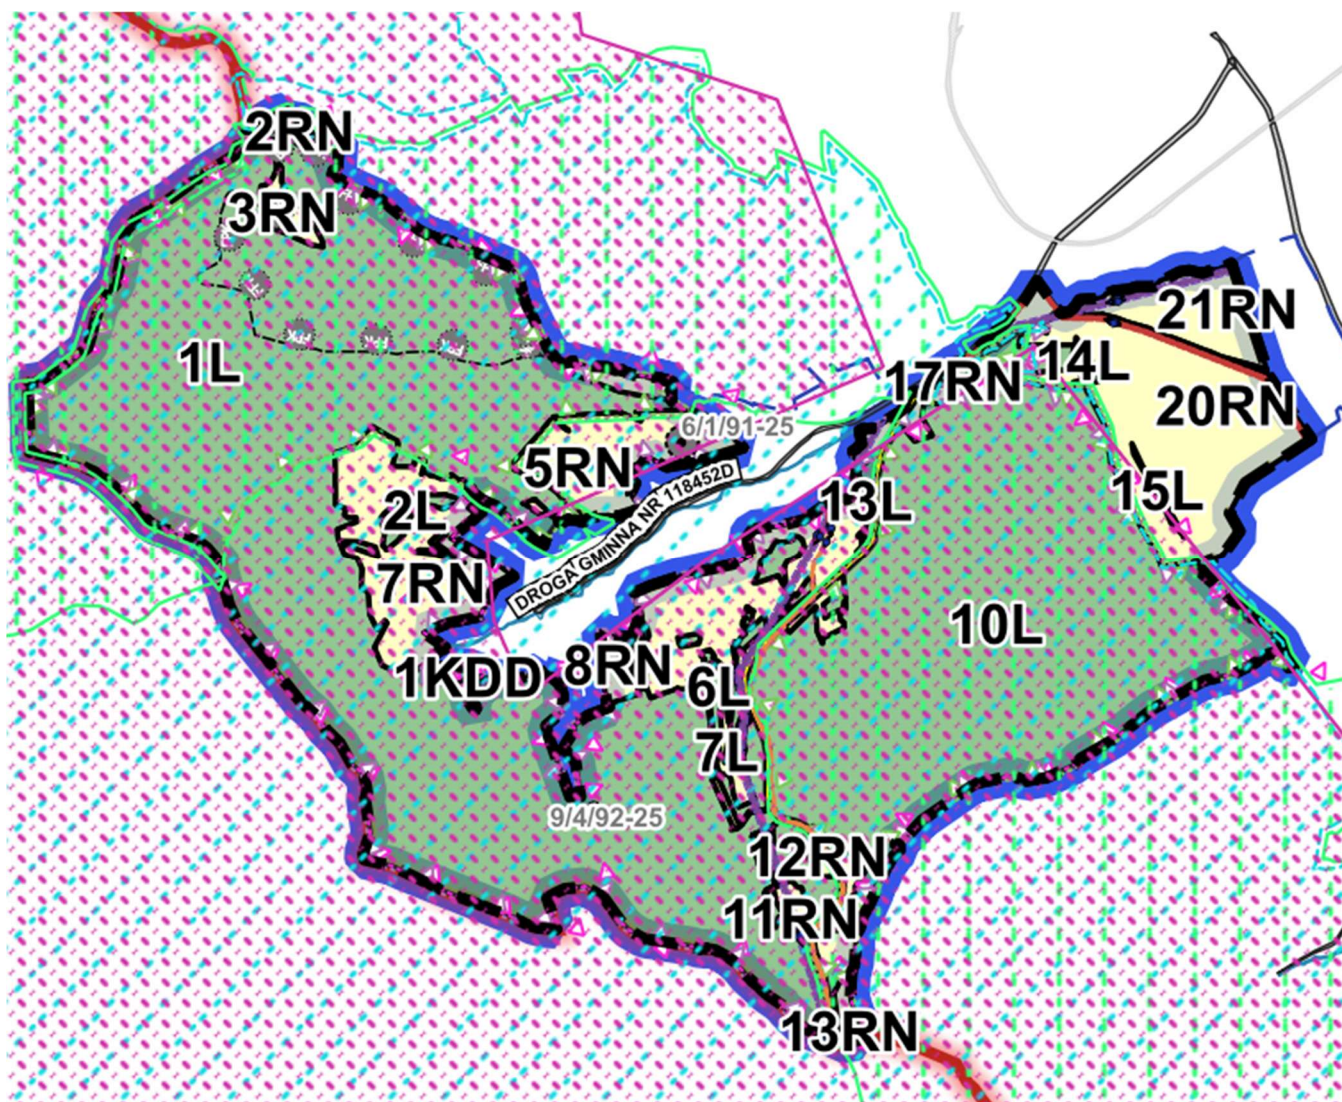 2RN
3RN
1L
21RN
14L
17RN
20RN
6/1/91-25
5RN
DROGA GMINNA NR 118452D
2L
13L
15L
7RN
10L
8RN
1KDD
6L
7L
9/4/92-25
12RN
11RN
13RN